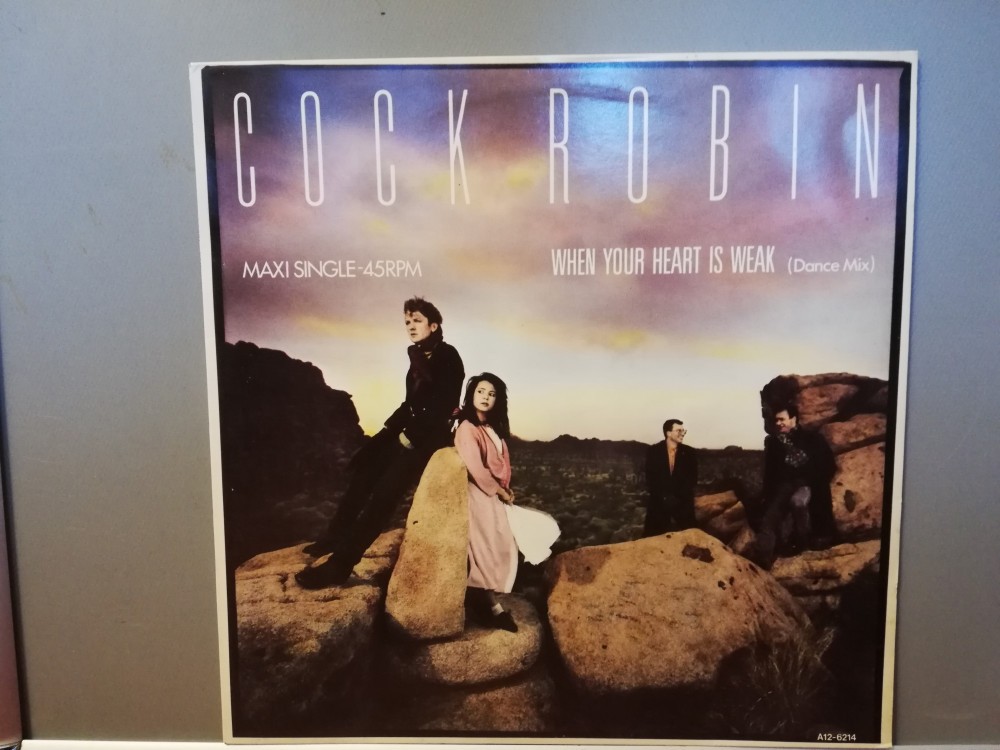 COCK ROBIN
MAXI SINGLE-45RPM
WHEN YOUR HEART IS WEAK (Dance Mix)
A12-6214